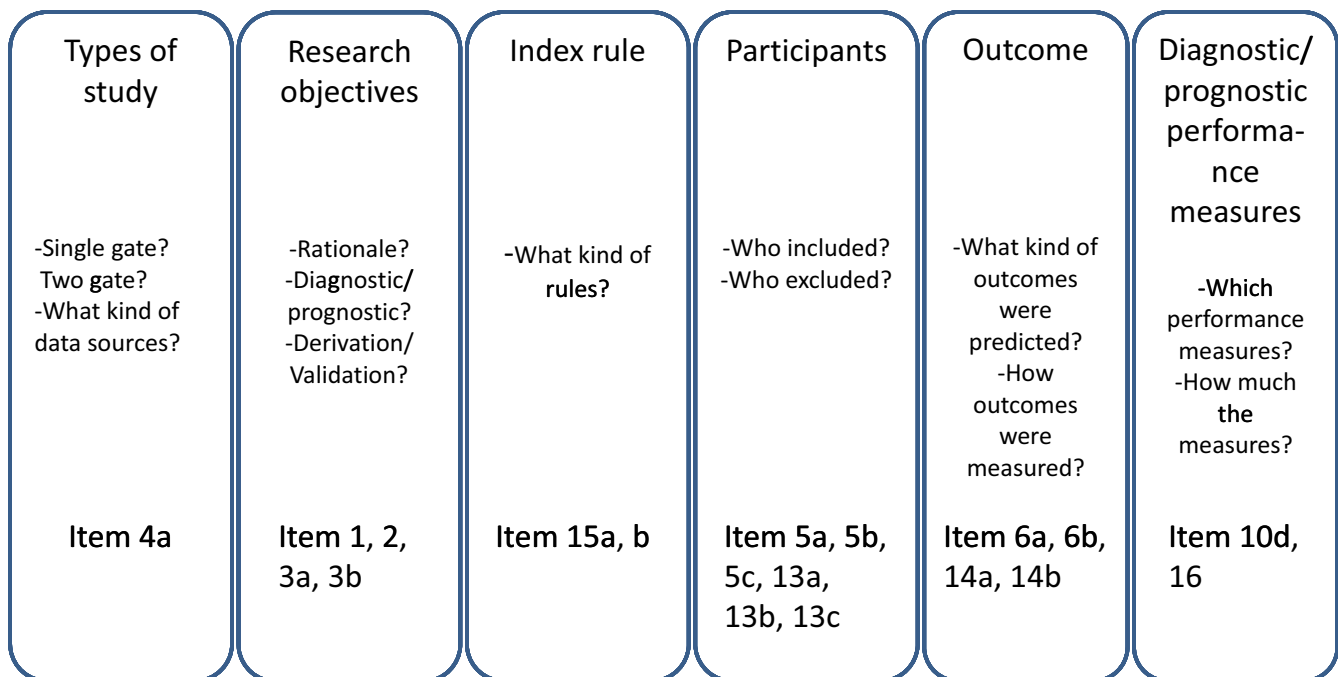 Types of
study
-Single gate?
Two gate?
-What kind of
data sources?
Item 4a
Research
objectives
-Rationale?
-Diagnostic/
prognostic?
-Derivation/
Validation?
Item 1, 2,
3a, 3b
Index rule
-What kind of
rules?
Item 15a, b
Participants
-Who included?
-Who excluded?
Item 5a, 5b,
5c, 13a,
13b, 13c
Outcome
-What kind of
outcomes
were
predicted?
-How
outcomes
were
measured?
Item 6a, 6b,
14a, 14b
Diagnostic/
prognostic
performa-
nce
measures
-Which
performance
measures?
-How much
the
measures?
Item 10d,
16